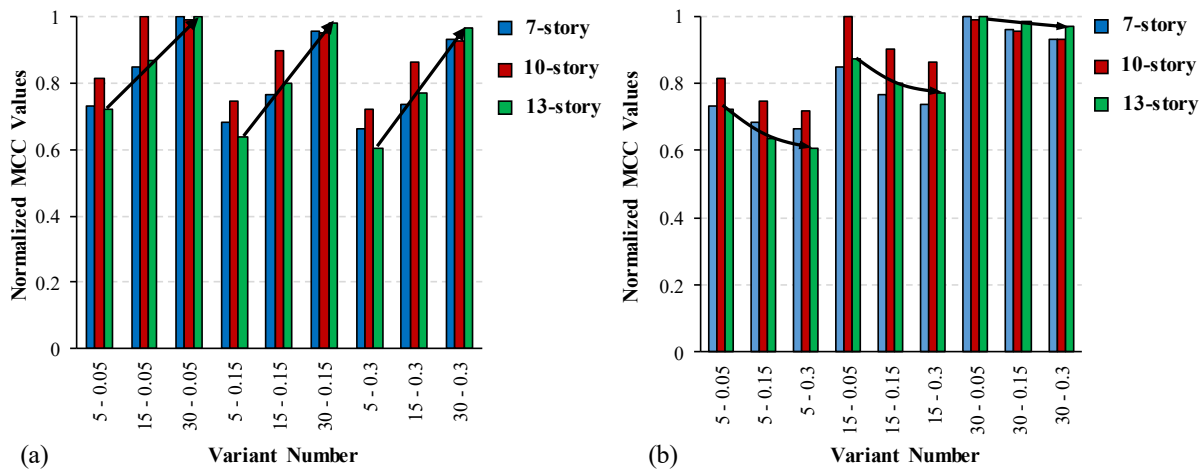 Normalized MCC Values
1
0.8
0.6
0.4
0.2
0
5 - 0.05
15 - 0.05
30 - 0.05
5 - 0.15
15 - 0.15
30 - 0.15
5 - 0.3
15 - 0.3
30 - 0.3
Variant Number
7-story
10-story
13-story
(a)
Normalized MCC Values
1
0.8
0.6
0.4
0.2
0
5 - 0.05
5 - 0.15
5 - 0.3
15 - 0.05
15 - 0.15
15 - 0.3
30 - 0.05
30 - 0.15
30 - 0.3
Variant Number
7-story
10-story
13-story
(b)